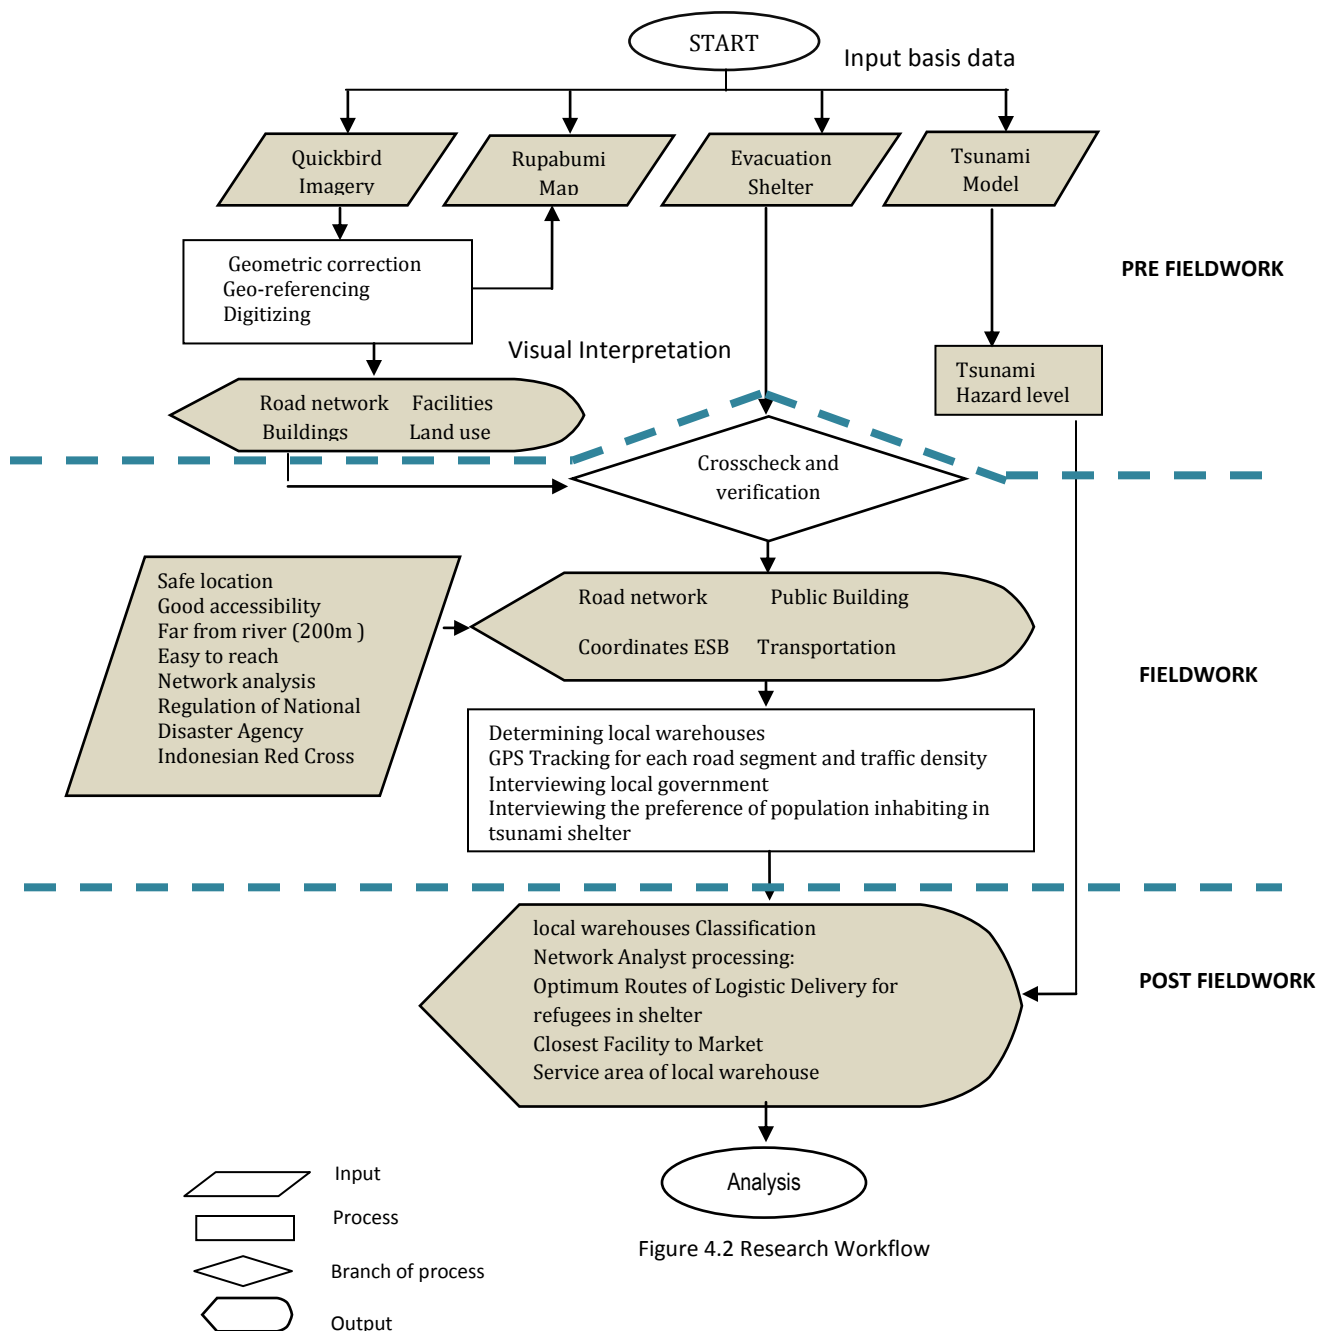 START
Input basis data
Quickbird
Imagery
Rupabumi
Map
Evacuation
Shelter
Tsunami
Model
Geometric correction
Geo-referencing
Digitizing
PRE FIELDWORK
Visual Interpretation
Tsunami
Hazard level
Road network Facilities
Buildings Land use
Crosscheck and
verification
Safe location
Good accessibility
Far from river (200m )
Easy to reach
Network analysis
Regulation of National
Disaster Agency
Indonesian Red Cross
Road network Public Building
Coordinates ESB Transportation
FIELDWORK
Determining local warehouses
GPS Tracking for each road segment and traffic density
Interviewing local government
Interviewing the preference of population inhabiting in
tsunami shelter
local warehouses Classification
Network Analyst processing:
Optimum Routes of Logistic Delivery for
refugees in shelter
Closest Facility to Market
Service area of local warehouse
POST FIELDWORK
Analysis
Input
Process
Branch of process
Output
Figure 4.2 Research Workflow